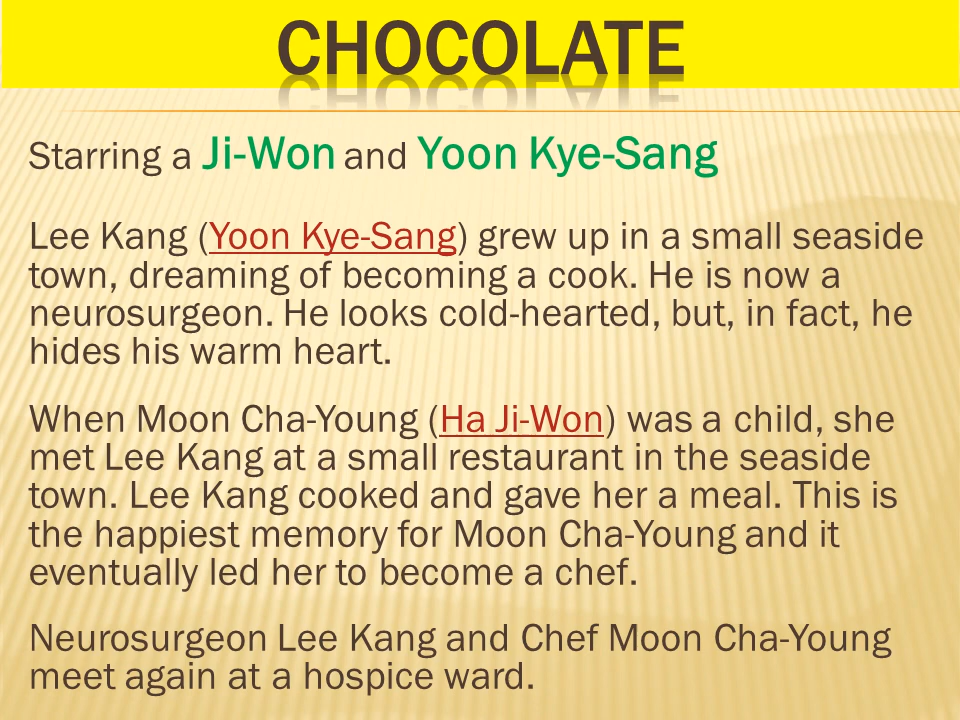 CHOCOLATE
Starring a Ji-Won and Yoon Kye-Sang
Lee Kang (Yoon Kye-Sang) grew up in a small seaside
town, dreaming of becoming a cook. He is now a
neurosurgeon. He looks cold-hearted, but, in fact, he
hides his warm heart.
When Moon Cha-Young (Ha Ji-Won) was a child, she
met Lee Kang at a small restaurant in the seaside
town. Lee Kang cooked and gave her a meal. This is
the happiest memory for Moon Cha-Young and it
eventually led her to become a chef.
Neurosurgeon Lee Kang and Chef Moon Cha-Young
meet again at a hospice ward.